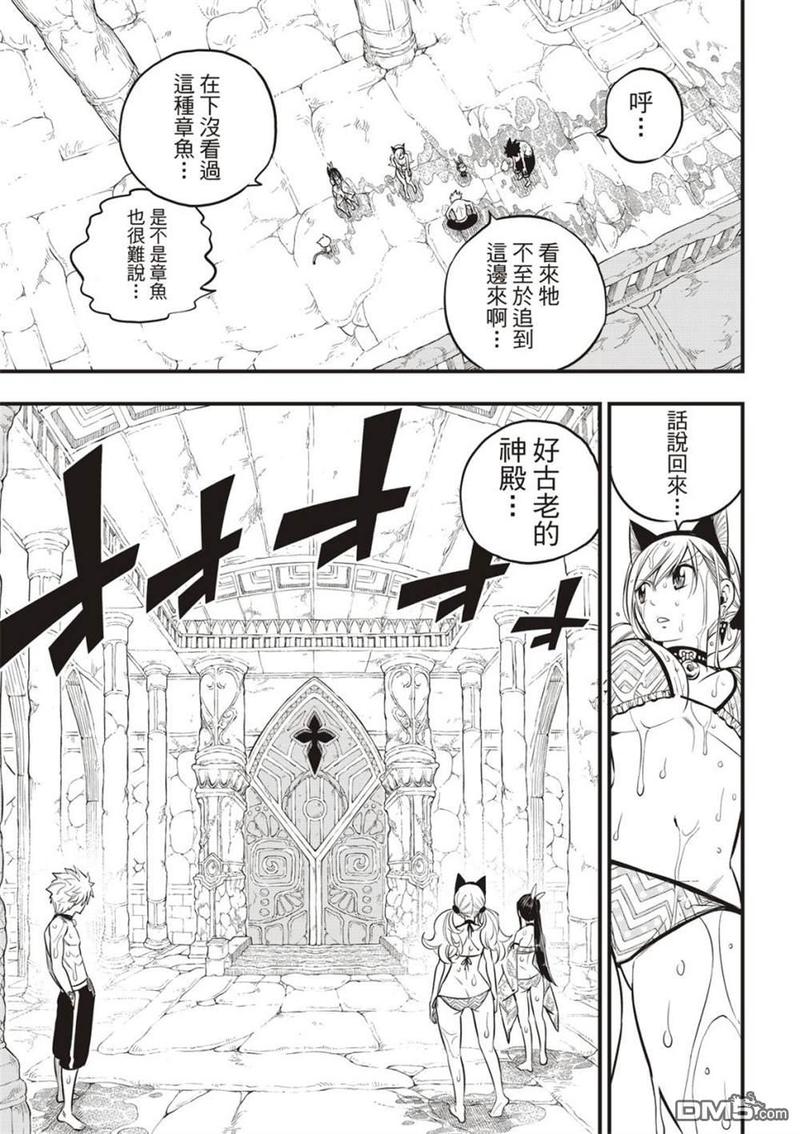 呼…
看來牠
不至於追到
這邊來啊…
在下沒看過
這種章魚…
是不是章魚
也很難說…
話說回來…
好古老的
神殿…
DM5.com